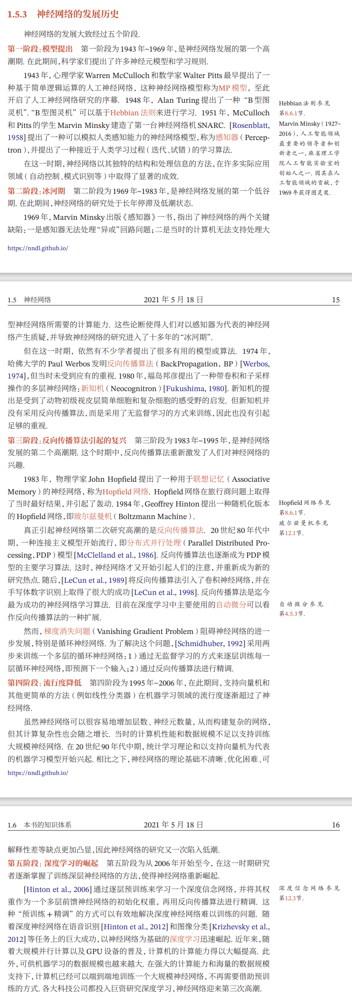 1.5.3 神经网络的发展历史
神经网络的发展大致经过五个阶段.
第一阶段:模型提出 第一阶段为1943年~1969年,是神经网络发展的第一个高
潮期.在此期间,科学家们提出了许多神经元模型和学习规则.
1943年,心理学家Warren McCulloch和数学家Walter Pitts最早提出了一
种基于简单逻辑运算的人工神经网络,这种神经网络模型称为MP模型,至此
开启了人工神经网络研究的序幕. 1948年, Alan Turing提出了一种“B型图
灵机”.“B型图灵机”可以基于Hebbian法则来进行学习. 1951年, McCulloch
和Pitts的学生Marvin Minsky建造了第一台神经网络机SNARC. [Rosenblatt,
1958]提出了一种可以模拟人类感知能力的神经网络模型,称为感知器(Percep-
tron),并提出了一种接近于人类学习过程(迭代、试错)的学习算法.
Hebbian法则参见
第8.6.1节.
Marvin Minsky(1927~
2016),人工智能领域
最重要的领导者和创
新者之一,麻省理工学
院人工智能实验室的
创始人之一.因其在人
工智能领域的贡献,于
1969年获得图灵奖.
在这一时期,神经网络以其独特的结构和处理信息的方法,在许多实际应用
领域(自动控制、模式识别等)中取得了显著的成效.
第二阶段:冰河期 第二阶段为1969年~1983年,是神经网络发展的第一个低谷
期.在此期间,神经网络的研究处于长年停滞及低潮状态.
1969年, Marvin Minsky出版《感知器》一书,指出了神经网络的两个关键
缺陷:一是感知器无法处理“异或”回路问题;二是当时的计算机无法支持处理大
https://nndl.github.io/
1.5 神经网络 2021年5月18日 15
型神经网络所需要的计算能力.这些论断使得人们对以感知器为代表的神经网
络产生质疑,并导致神经网络的研究进入了十多年的“冰河期”.
但在这一时期,依然有不少学者提出了很多有用的模型或算法. 1974年,
哈佛大学的Paul Werbos发明反向传播算法(BackPropagation, BP)[Werbos,
1974],但当时未受到应有的重视. 1980年,福岛邦彦提出了一种带卷积和子采样
操作的多层神经网络:新知机(Neocognitron)[Fukushima, 1980].新知机的提
出是受到了动物初级视皮层简单细胞和复杂细胞的感受野的启发.但新知机并
没有采用反向传播算法,而是采用了无监督学习的方式来训练,因此也没有引起
足够的重视.
第三阶段:反向传播算法引起的复兴 第三阶段为1983年~1995年,是神经网络
发展的第二个高潮期.这个时期中,反向传播算法重新激发了人们对神经网络的
兴趣.
1983年,物理学家John Hopfield提出了一种用于联想记忆(Associative
Memory)的神经网络,称为Hopfield网络. Hopfield网络在旅行商问题上取得
了当时最好结果,并引起了轰动. 1984年, Geoffrey Hinton提出一种随机化版本
的Hopfield网络,即玻尔兹曼机(Boltzmann Machine).
Hopfield网络参见
第8.6.1节.
玻尔兹曼机参见
第12.1节.
真正引起神经网络第二次研究高潮的是反向传播算法. 20世纪80年代中
期,一种连接主义模型开始流行,即分布式并行处理(Parallel Distributed Pro-
cessing, PDP)模型[McClelland et al., 1986].反向传播算法也逐渐成为PDP模
型的主要学习算法.这时,神经网络才又开始引起人们的注意,并重新成为新的
研究热点.随后,[LeCun et al., 1989]将反向传播算法引入了卷积神经网络,并在
手写体数字识别上取得了很大的成功[LeCun et al., 1998].反向传播算法是迄今
最为成功的神经网络学习算法.目前在深度学习中主要使用的自动微分可以看
作反向传播算法的一种扩展.
自动微分参见
第4.5.3节.
然而,梯度消失问题(Vanishing Gradient Problem)阻碍神经网络的进一
步发展,特别是循环神经网络.为了解决这个问题,[Schmidhuber, 1992]采用两
步来训练一个多层的循环神经网络:1)通过无监督学习的方式来逐层训练每一
层循环神经网络,即预测下一个输入;2)通过反向传播算法进行精调.
第四阶段:流行度降低 第四阶段为1995年~2006年,在此期间,支持向量机和
其他更简单的方法(例如线性分类器)在机器学习领域的流行度逐渐超过了神
经网络.
虽然神经网络可以很容易地增加层数、神经元数量,从而构建复杂的网络,
但其计算复杂性也会随之增长.当时的计算机性能和数据规模不足以支持训练
大规模神经网络.在20世纪90年代中期,统计学习理论和以支持向量机为代表
的机器学习模型开始兴起.相比之下,神经网络的理论基础不清晰、优化困难、可
https://nndl.github.io/
1.6 本书的知识体系 2021年5月18日 16
解释性差等缺点更加凸显,因此神经网络的研究又一次陷入低潮.
第五阶段:深度学习的崛起 第五阶段为从2006年开始至今,在这一时期研究
者逐渐掌握了训练深层神经网络的方法,使得神经网络重新崛起.
[Hinton et al., 2006]通过逐层预训练来学习一个深度信念网络,并将其权
重作为一个多层前馈神经网络的初始化权重,再用反向传播算法进行精调.这
种“预训练+精调”的方式可以有效地解决深度神经网络难以训练的问题.随
着深度神经网络在语音识别[Hinton et al., 2012]和图像分类[Krizhevsky et al.,
2012]等任务上的巨大成功,以神经网络为基础的深度学习迅速崛起.近年来,随
着大规模并行计算以及GPU设备的普及,计算机的计算能力得以大幅提高.此
外,可供机器学习的数据规模也越来越大.在强大的计算能力和海量的数据规模
支持下,计算机已经可以端到端地训练一个大规模神经网络,不再需要借助预训
练的方式.各大科技公司都投入巨资研究深度学习,神经网络迎来第三次高潮.
深度信念网络参见
第12.3节.